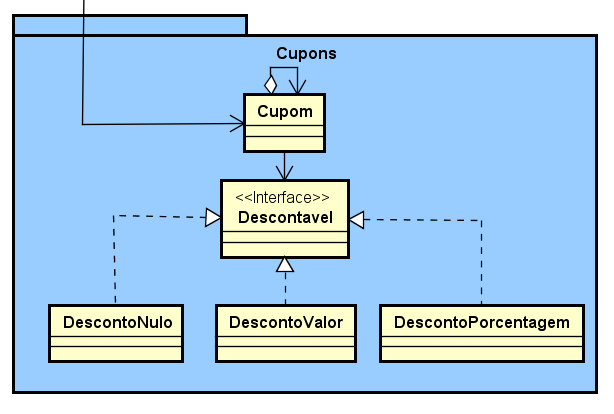 Cupons
Cupom
<<Interface>>
Descontavel
DescontoNulo
DescontoValor
DescontoPorcentagem